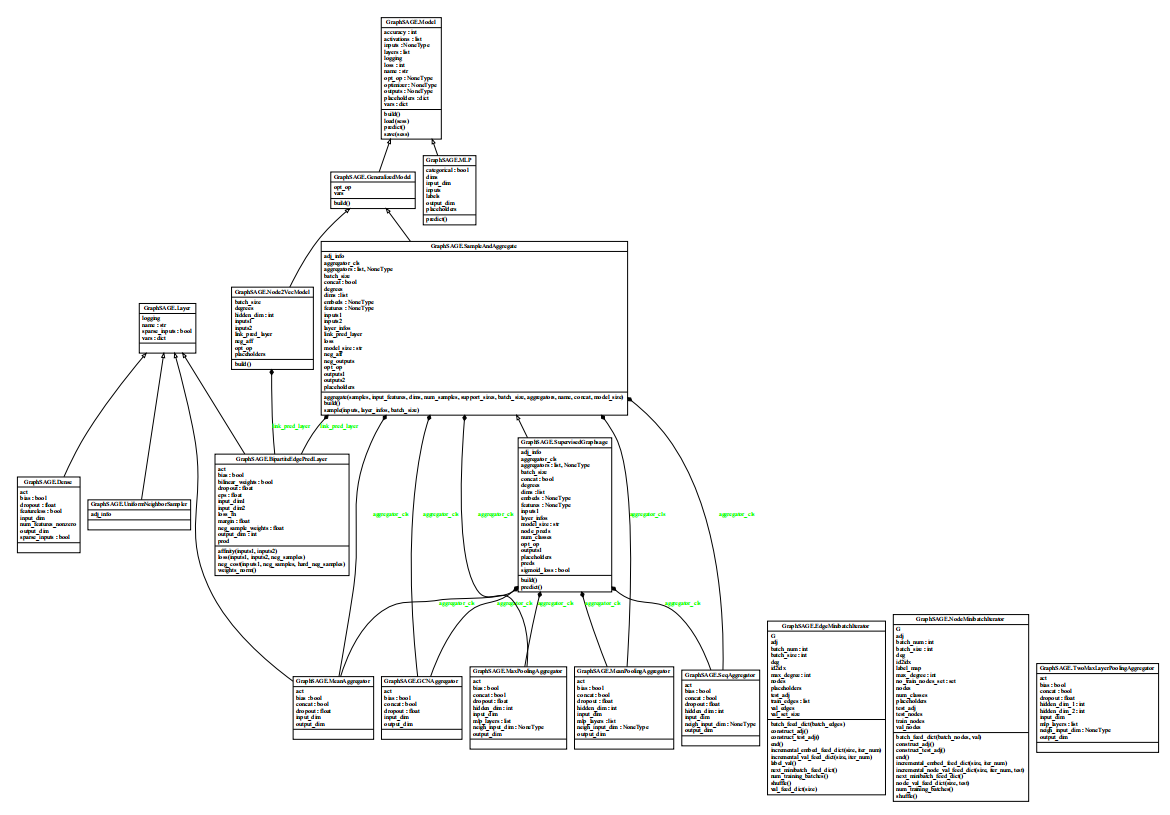 GraphSAGE.Model
accuracy : int
activations : list
inputs : NoneType
layers : list
logging
loss : int
name : str
opt_op : NoneType
optimizer : NoneType
outputs : NoneType
placeholders : dict
vars : dict
build()
load(sess)
predict()
save(sess)
GraphSAGE.MLP
categorical : bool
dims
input_dim
inputs
labels
output_dim
placeholders
predict()
GraphSAGE.GeneralizedModel
opt_op
vars
build()
GraphSAGE.SampleAndAggregate
adj_info
aggregator_cls
aggregators : list, NoneType
batch_size
concat : bool
degrees
dims : list
embeds : NoneType
features : NoneType
inputs1
inputs2
layer_infos
link_pred_layer
loss
model_size : str
neg_aff
neg_outputs
opt_op
outputs1
outputs2
placeholders
aggregate(samples, input_features, dims, num_samples, support_sizes, batch_size, aggregators, name, concat, model_size)
build()
sample(inputs, layer_infos, batch_size)
GraphSAGE.Node2VecModel
batch_size
degrees
hidden_dim : int
inputs1
inputs2
link_pred_layer
neg_aff
opt_op
placeholders
build()
GraphSAGE.Layer
logging
name : str
sparse_inputs : bool
vars : dict
link_pred_layer
link_pred_layer
GraphSAGE.SupervisedGraphsage
adj_info
aggregator_cls
aggregators : list, NoneType
batch_size
concat : bool
degrees
dims : list
embeds : NoneType
features : NoneType
inputs1
layer_infos
model_size : str
node_preds
num_classes
opt_op
outputs1
placeholders
preds
sigmoid_loss : bool
build()
predict()
GraphSAGE.BipartiteEdgePredLayer
act
bias : bool
bilinear_weights : bool
dropout : float
eps : float
input_dim1
input_dim2
loss_fn
margin : float
neg_sample_weights : float
output_dim : int
prod
affinity(inputs1, inputs2)
loss(inputs1, inputs2, neg_samples)
neg_cost(inputs1, neg_samples, hard_neg_samples)
weights_norm()
GraphSAGE.Dense
act
bias : bool
dropout : float
featureless : bool
input_dim
num_features_nonzero
output_dim
sparse_inputs : bool
GraphSAGE.UniformNeighborSampler
adj_info
aggregator_cls
aggregator_cls
aggregator_cls
aggregator_cls
aggregator_cls
aggregator_cls
aggregator_cls
aggregator_cls
aggregator_cls
aggregator_cls
GraphSAGE.MeanAggregator
act
bias : bool
concat : bool
dropout : float
input_dim
output_dim
GraphSAGE.GCNAggregator
act
bias : bool
concat : bool
dropout : float
input_dim
output_dim
GraphSAGE.MaxPoolingAggregator
act
bias : bool
concat : bool
dropout : float
hidden_dim : int
input_dim
mlp_layers : list
neigh_input_dim : NoneType
output_dim
GraphSAGE.MeanPoolingAggregator
act
bias : bool
concat : bool
dropout : float
hidden_dim : int
input_dim
mlp_layers : list
neigh_input_dim : NoneType
output_dim
GraphSAGE.SeqAggregator
act
bias : bool
concat : bool
dropout : float
hidden_dim : int
input_dim
neigh_input_dim : NoneType
output_dim
GraphSAGE.EdgeMinibatchIterator
G
adj
batch_num : int
batch_size : int
deg
id2idx
max_degree : int
nodes
placeholders
test_adj
train_edges : list
val_edges
val_set_size
batch_feed_dict(batch_edges)
construct_adj()
construct_test_adj()
end()
incremental_embed_feed_dict(size, iter_num)
incremental_val_feed_dict(size, iter_num)
label_val()
next_minibatch_feed_dict()
num_training_batches()
shuffle()
val_feed_dict(size)
GraphSAGE.NodeMinibatchIterator
G
adj
batch_num : int
batch_size : int
deg
id2idx
label_map
max_degree : int
no_train_nodes_set : set
nodes
num_classes
placeholders
test_adj
test_nodes
train_nodes
val_nodes
batch_feed_dict(batch_nodes, val)
construct_adj()
construct_test_adj()
end()
incremental_embed_feed_dict(size, iter_num)
incremental_node_val_feed_dict(size, iter_num, test)
next_minibatch_feed_dict()
node_val_feed_dict(size, test)
num_training_batches()
shuffle()
GraphSAGE.TwoMaxLayerPoolingAggregator
act
bias : bool
concat : bool
dropout : float
hidden_dim_1 : int
hidden_dim_2 : int
input_dim
mlp_layers : list
neigh_input_dim : NoneType
output_dim